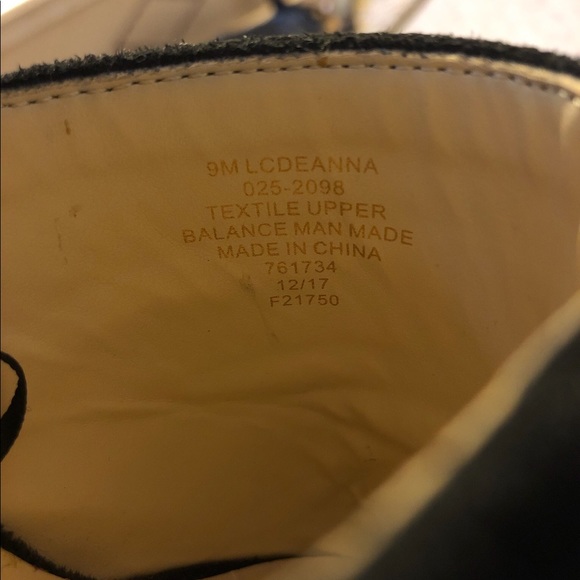 9M LCDEANNA
025-2098
TEXTILE UPPER
BALANCE MAN MADE
MADE IN CHINA
761734
12/17
F21750